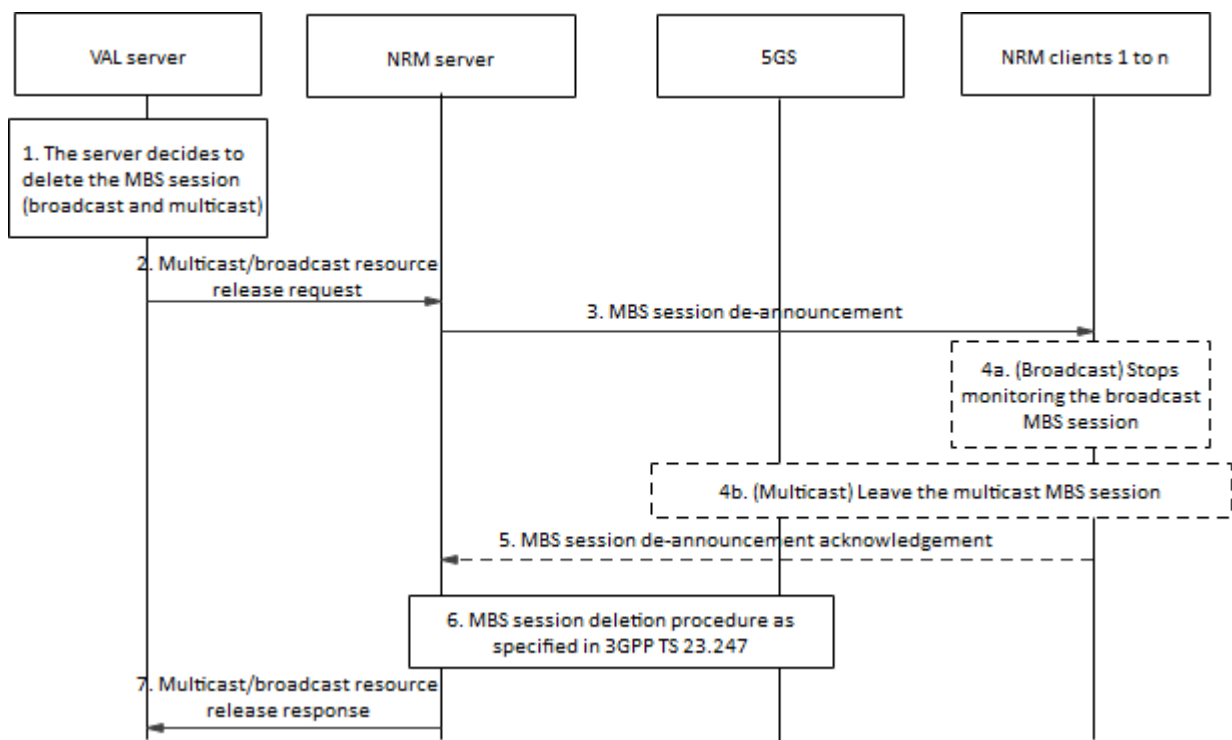 VAL server
NRM server
5GS
NRM clients 1 to n
1. The server decides to
delete the MBS session
(broadcast and multicast)
2. Multicast/broadcast resource
release request
3. MBS session de-announcement
4a. (Broadcast) Stops
monitoring the broadcast
MBS session
4b. (Multicast) Leave the multicast MBS session
5. MBS session de-announcement acknowledgement
6. MBS session deletion procedure as
specified in 3GPP TS 23.247
7. Multicast/broadcast resource
release response